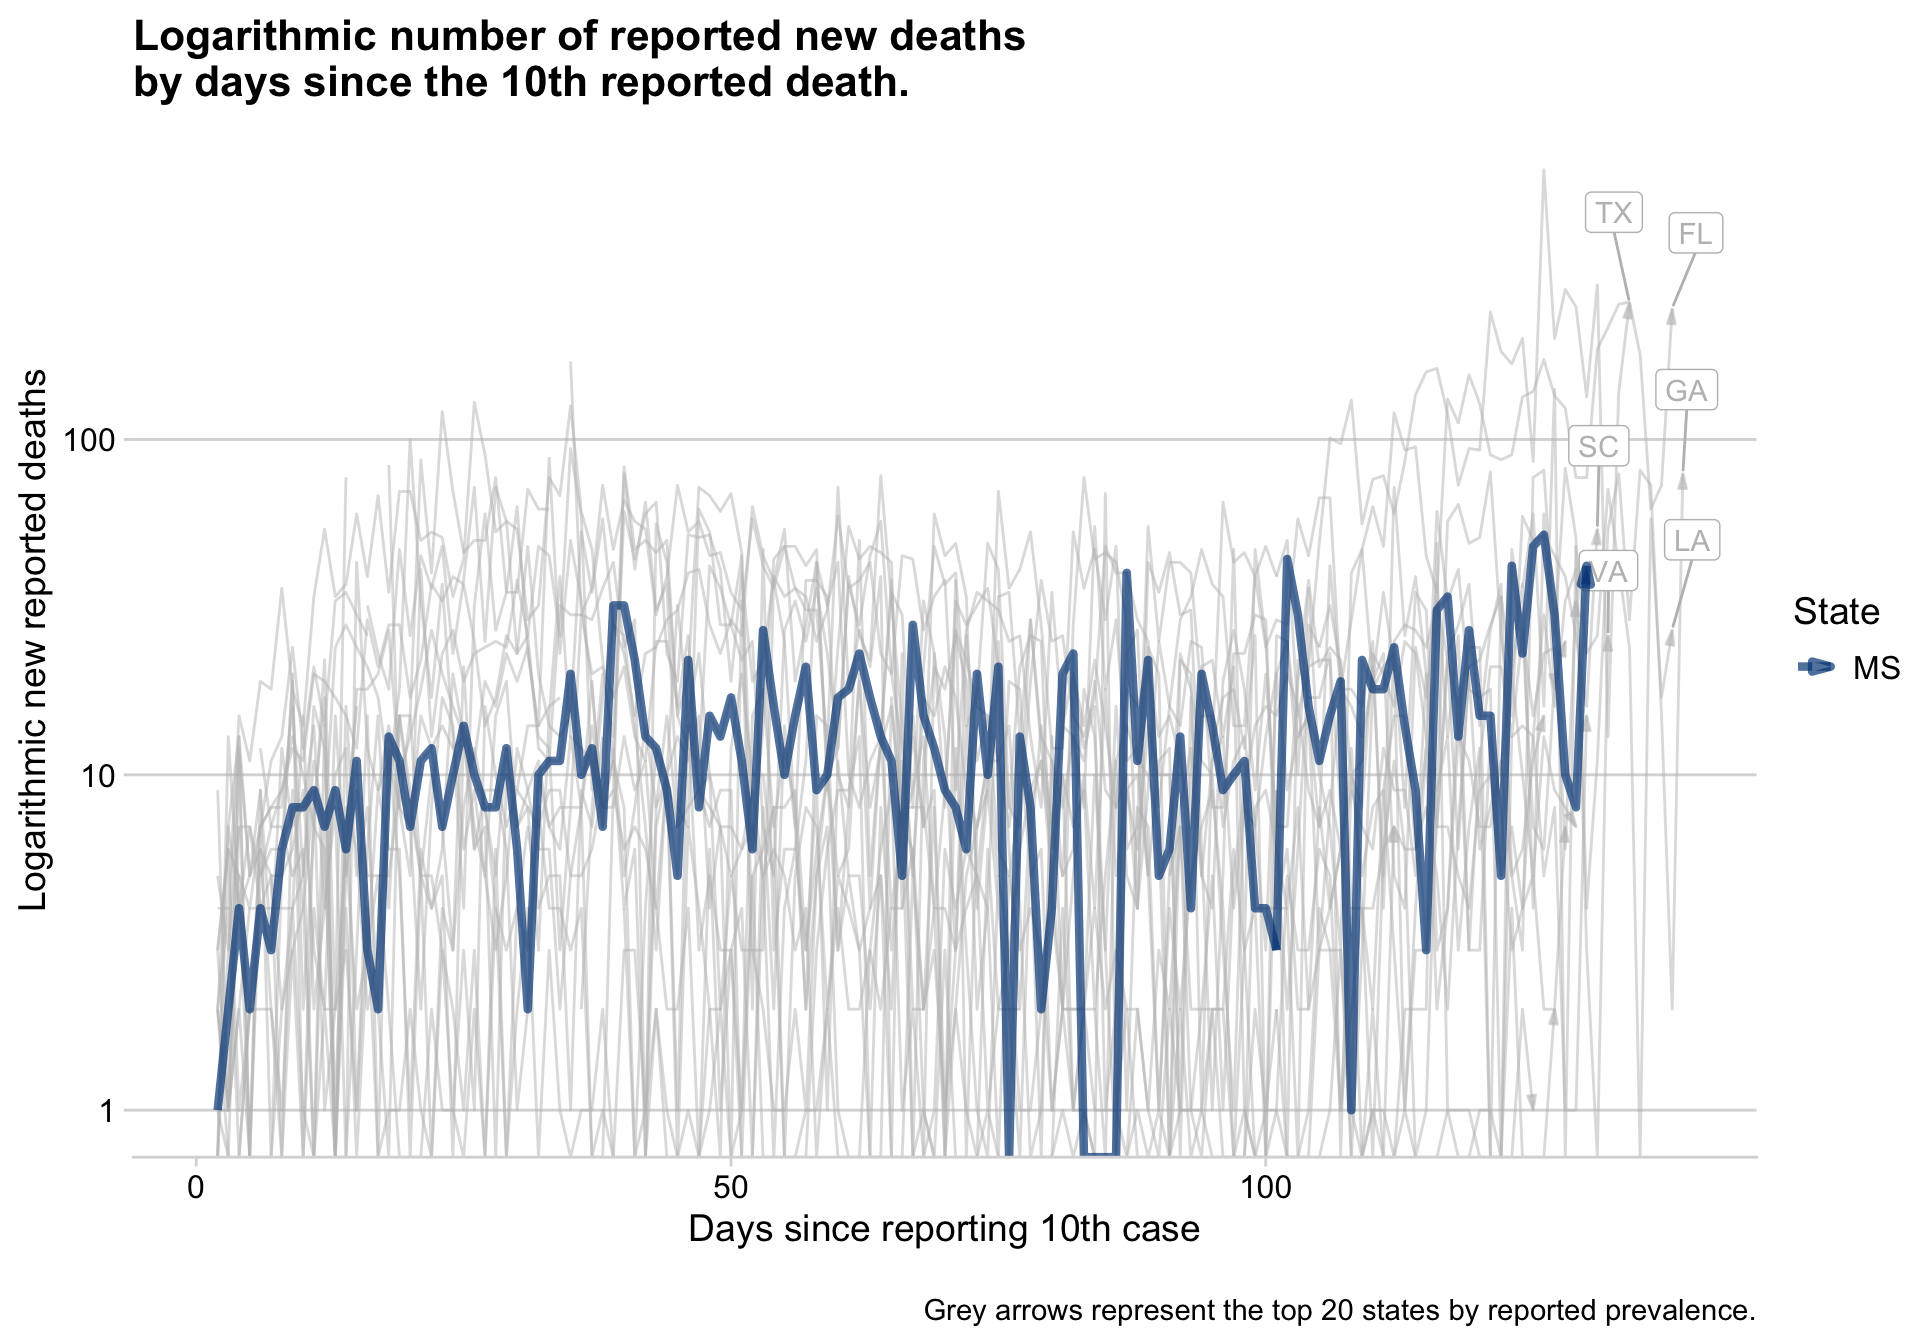 Logarithmic number of reported new deaths
by days since the 10th reported death.
TX
FL
GA
SC
LA
VA
Logarithmic new reported deaths
100
10
1
0
50
100
Days since reporting 10th case
State
MS
Grey arrows represent the top 20 states by reported prevalence.